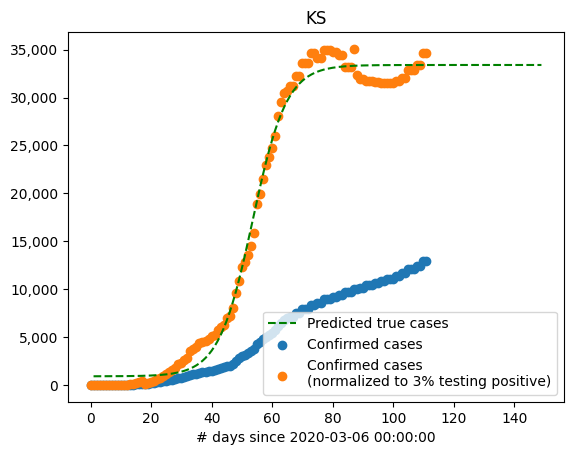 KS
35,000
30,000
25,000
20,000
15,000
10,000
5,000
0
Predicted true cases
Confirmed cases
Confirmed cases
(normalized to 3% testing positive)
0 20 40 60 80 100 120 140
# days since 2020-03-06 00:00:00